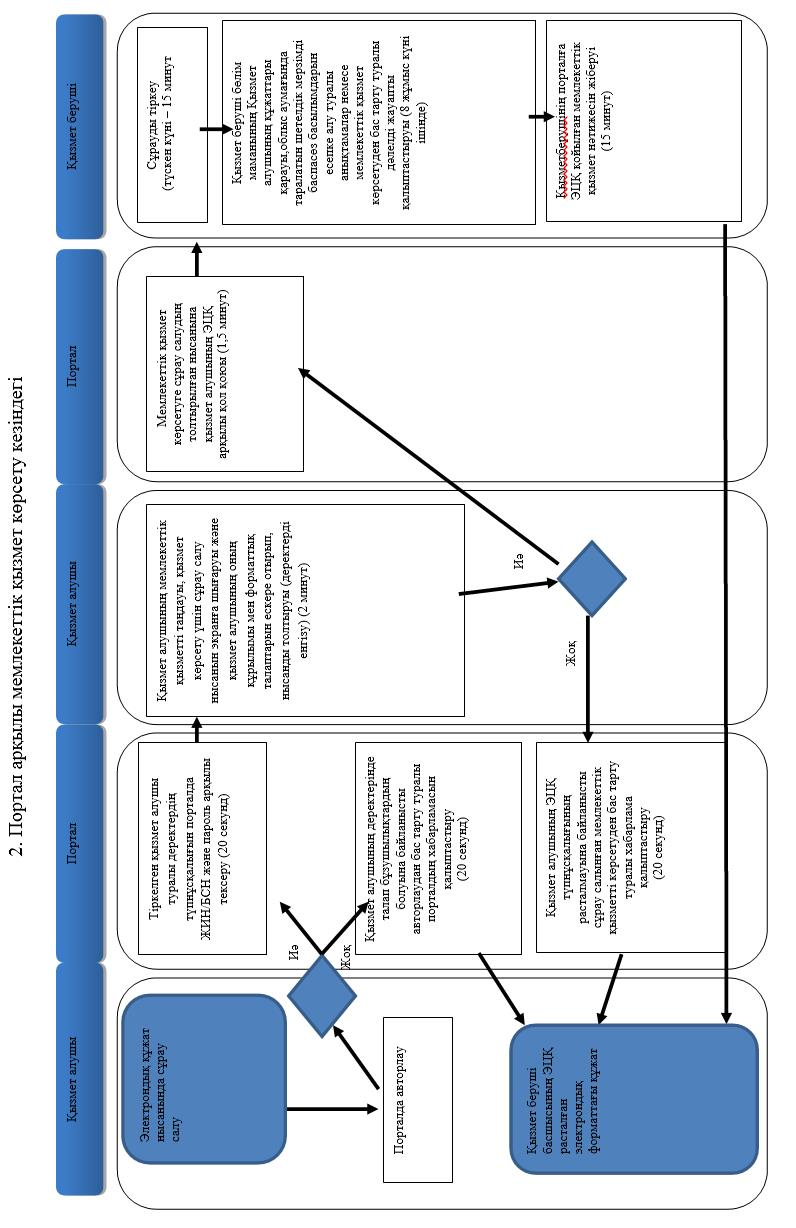 2. Портал арқылы мемлекеттік қызмет көрсету кезіндегі
Қызмет алушы
Портал
Қызмет алушы
Портал
Қызмет беруші
Электрондық құжат
нысанында сұрау
салу
Порталда авторлау
Қызмет беруші
басшысының ЭЦҚ
расталған
электрондық
форматтағы құжат
Иә
Жоқ
Тіркелген қызмет алушы
туралы деректердің
түпнұсқалығын порталда
ЖИН/БСН және пароль арқылы
тексеру (20 секунд)
Қызмет алушының деректерінде
талап бұзушылықтардың
болуына байланысты
авторлаудан бас тарту туралы
порталдың хабарламасын
қалыптастыру
(20 секунд)
Қызмет алушының ЭЦҚ
түпнұсқалығының
расталмауына байланысты
сұрау салынған мемлекеттік
қызметті көрсетуден бас тарту
туралы хабарлама
қалыптастыру
(20 секунд)
Қызмет алушының мемлекеттік
қызметті таңдауы, қызмет
көрсету үшін сұрау салу
нысанын экранға шығаруы және
қызмет алушының оның
құрылымы мен форматтық
талаптарын ескере отырып,
нысанды толтыруы (деректерді
енгізу) (2 минут)
Иә
Жоқ
Мемлекеттік қызмет
көрсетуге сұрау салудың
толтырылған нысанына
қызмет алушының ЭЦҚ
арқылы қол қоюы (1,5 минут)
Сұрауды тіркеу
(түскен күні – 15 минут
Қызмет беруші бөлім
маманының Қызмет
алушының құжаттары
қарауы,облыс аумағында
таралатын шетелдік мерзімді
баспасөз басылымдарын
есепке алу туралы
анықтамалар немесе
мемлекеттік қызмет
көрсетуден бас тарту туралы
дәлелді жауапты
қалыптастыруы (8 жұмыс күні
ішінде)
Қызметберушінің порталға
ЭЦҚ қойылған мемлекеттік
қызмет нәтижесін жіберуі
(15 минут)